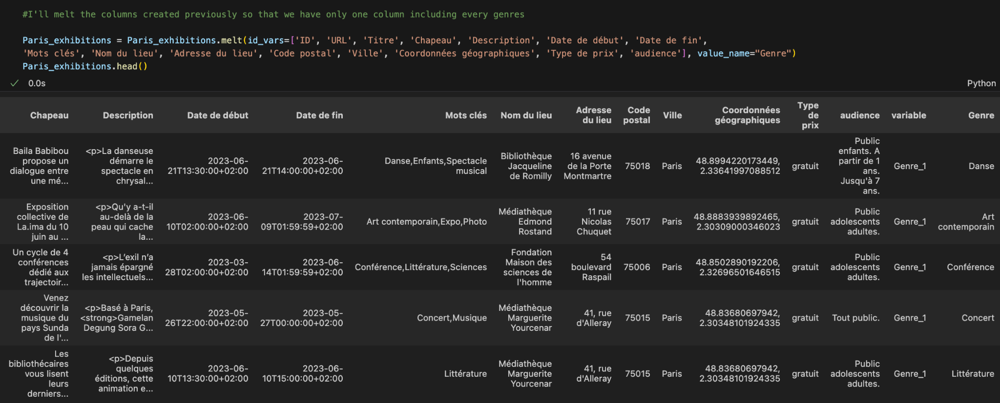 #I'll melt the columns created previously so that we have only one column including every genres
Paris_exhibitions = Paris_exhibitions.melt(id_vars=['ID', 'URL', 'Titre', 'Chapeau', 'Description', 'Date de début', 'Date de fin',
'Mots clés', 'Nom du lieu', 'Adresse du lieu', 'Code postal', 'Ville', 'Coordonnées géographiques', 'Type de prix', 'audience'], value_name="Genre")
Paris_exhibitions.head()
✓ 0.0s
Python
Chapeau
Description
Date de début
Date de fin
Mots clés
Nom du lieu
Adresse
du lieu
Code
postal
Ville
Coordonnées
géographiques
Type
de
prix
audience
variable
Genre
Baila Babibou
propose un
dialogue entre
une mé...
<p>La danseuse
démarre le
spectacle en
chrysal...
2023-06-
21T13:30:00+02:00
2023-06-
21T14:00:00+02:00
Danse,Enfants,Spectacle
musical
Bibliothèque
Jacqueline
de Romilly
16 avenue
de la Porte
Montmartre
75018
Paris
48.8994220173449,
2.33641997088512
gratuit
Public
enfants. A
partir de 1
ans.
Jusqu'à 7
ans.
Genre_1
Danse
Exposition
collective de
La.ima du 10
juin au ...
<p>Qu'y a-t-il
au-delà de la
peau qui cache
la...
2023-06-
10T02:00:00+02:00
2023-07-
09T01:59:59+02:00
Art contemporain,Expo,Photo
Médiathèque
Edmond
Rostand
11 rue
Nicolas
Chuquet
75017
Paris
48.8883939892465,
2.30309000346023
gratuit
Public
adolescents
adultes.
Genre_1
Art
contemporain
Un cycle de 4
conférences
dédié aux
trajectoir...
<p>L’exil n’a
jamais épargné
les intellectuels...
2023-03-
28T02:00:00+02:00
2023-06-
14T01:59:59+02:00
Conférence,Littérature,Sciences
Fondation
Maison des
sciences de
l'homme
54
boulevard
Raspail
75006
Paris
48.8502890192206,
2.32696501646515
gratuit
Public
adolescents
adultes.
Genre_1
Conférence
Venez
découvrir la
musique du
pays Sunda
de l'...
<p>Basé à Paris,
<strong>Gamelan
Degung Sora G...
2023-05-
26T22:00:00+02:00
2023-05-
27T00:00:00+02:00
Concert,Musique
Médiathèque
Marguerite
Yourcenar
41, rue
d'Alleray
75015
Paris
48.83680697942,
2.30348101924335
gratuit
Tout public.
Genre_1
Concert
Les
bibliothécaires
vous lisent
leurs
derniers...
<p>Depuis
quelques
éditions, cette
animation e...
2023-06-
10T13:30:00+02:00
2023-06-
10T15:00:00+02:00
Littérature
Médiathèque
Marguerite
Yourcenar
41, rue
d'Alleray
75015
Paris
48.83680697942,
2.30348101924335
gratuit
Public
adolescents
adultes.
Genre_1
Littérature